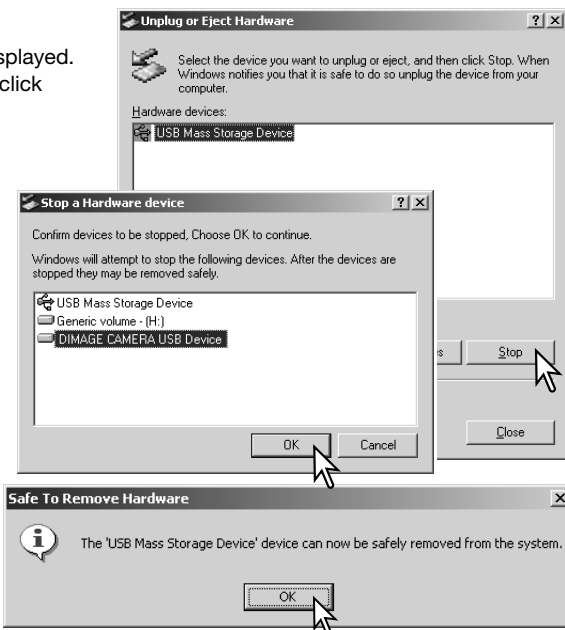 splayed.
click
Unplug or Eject Hardware
Select the device you want to unplug or eject, and then click Stop. When
Windows notifies you that it is safe to do so unplug the device from your
computer.
Hardware devices:
USB Mass Storage Device
Stop a Hardware device
Confirm devices to be stopped, Choose OK to continue.
Windows will attempt to stop the following devices. After the devices are
stopped they may be removed safely.
USB Mass Storage Device
Generic volume - (H:)
DIMAGE CAMERA USB Device
s
Stop
OK
Cancel
Close
Safe To Remove Hardware
The 'USB Mass Storage Device' device can now be safely removed from the system.
OK